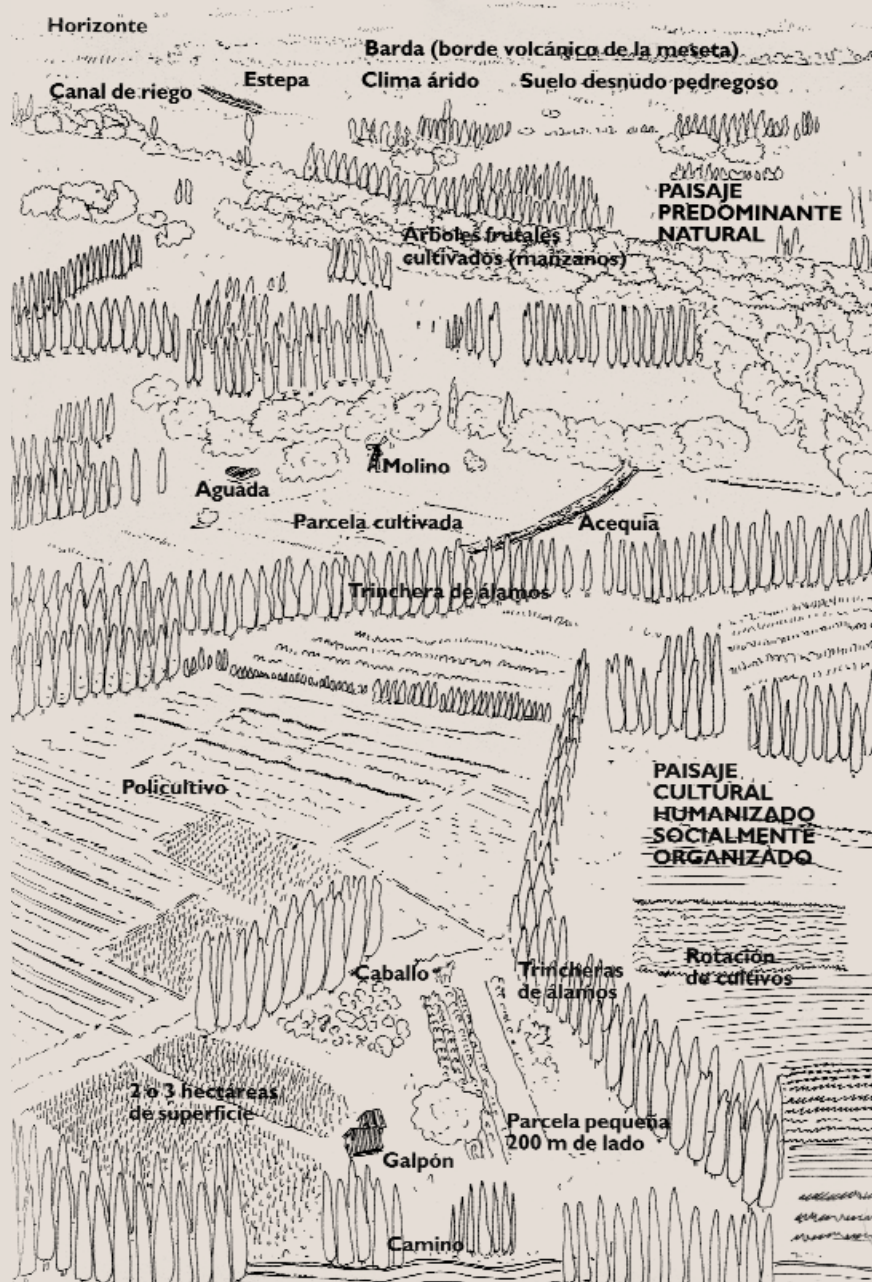 Horizonte
Barda (borde volcánico de la meseta)
Canal de riego
Estepa
Clima árido
Suelo desnudo pedregoso
PAISAJE
PREDOMINANTE
NATURAL
Árboles frutales
cultivados (manzanos)
Molino
Aguada
Parcela cultivada
Acequia
Trinchera de álamos
Policultivo
PAISAJE
CULTURAL
HUMANIZADO
SOCIALMENTE
ORGANIZADO
Caballo
Trincheras
de álamos
Rotación
de cultivos
2 o 3 hectáreas
de superficie
Parcela pequeña
200 m de lado
Galpón
Camino